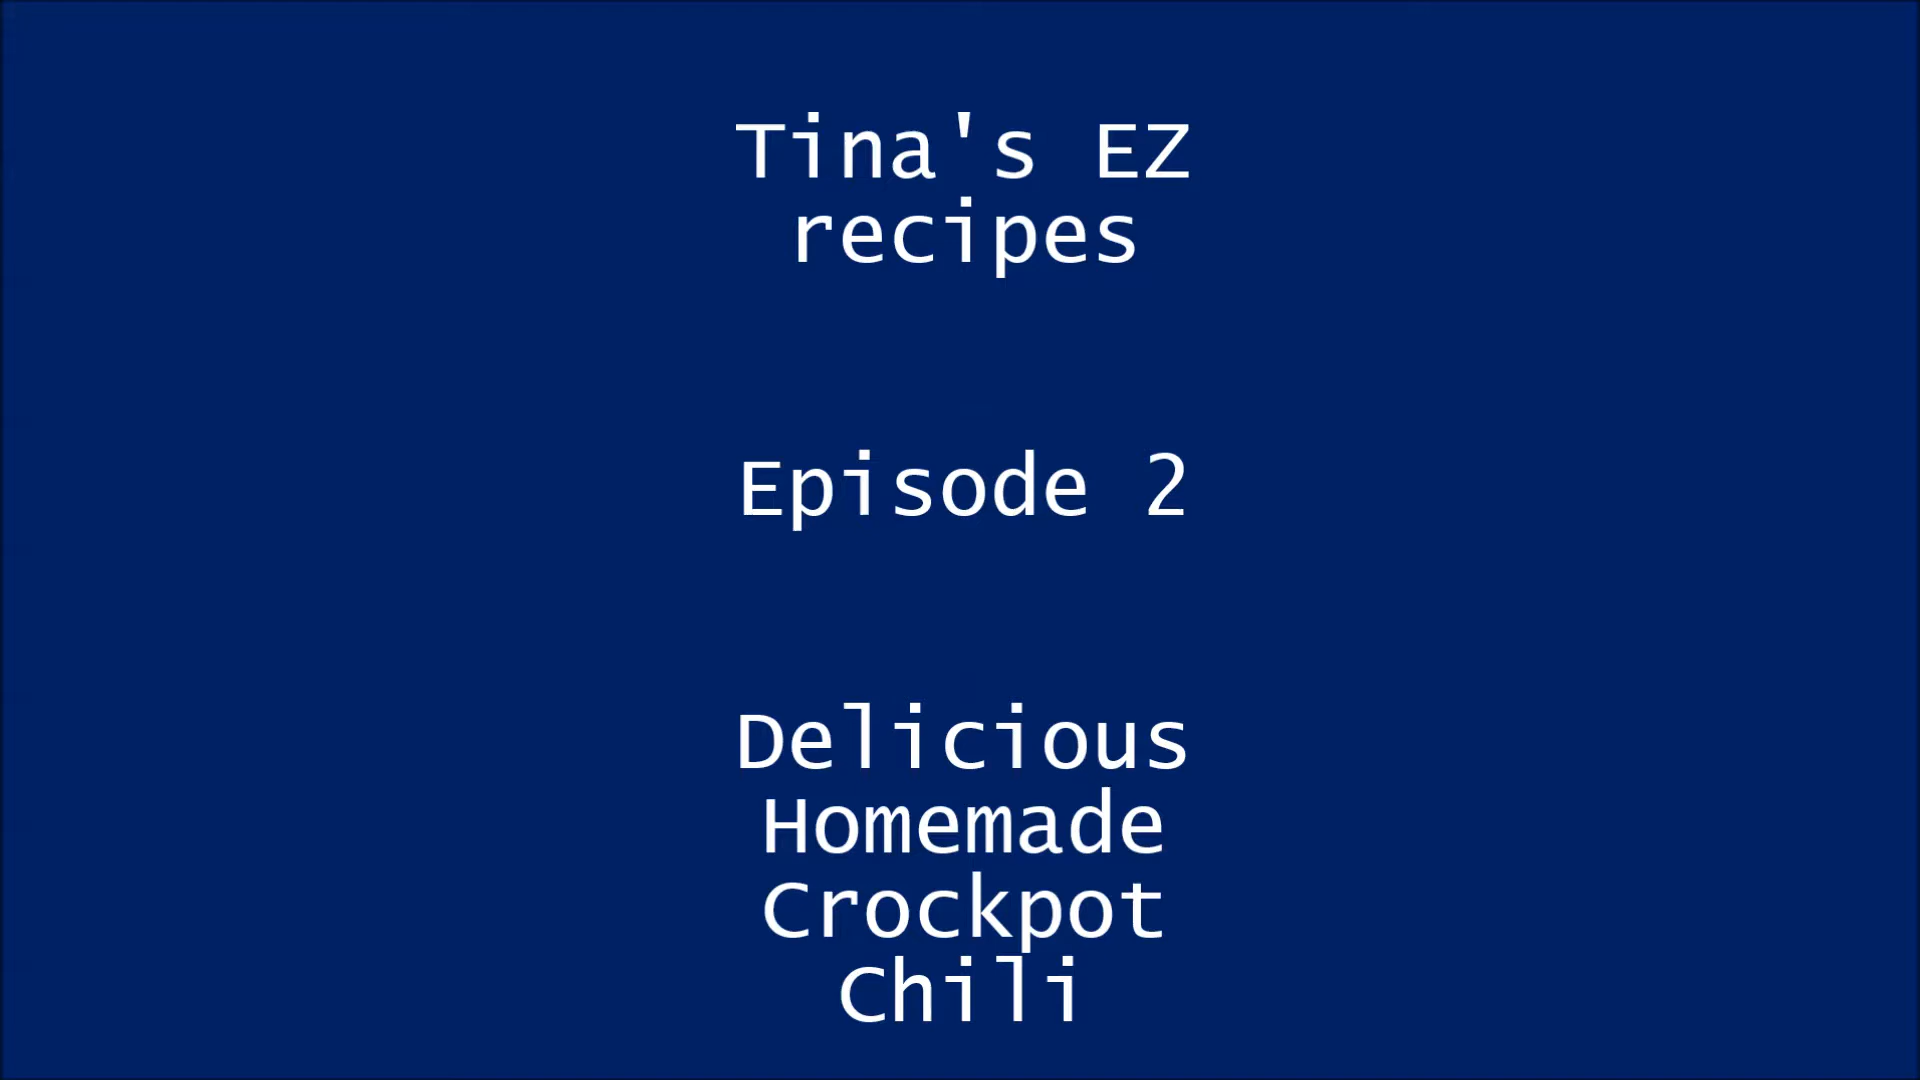 Tina's EZ
recipes
Episode 2
Delicious
Homemade
Crockpot
Chili